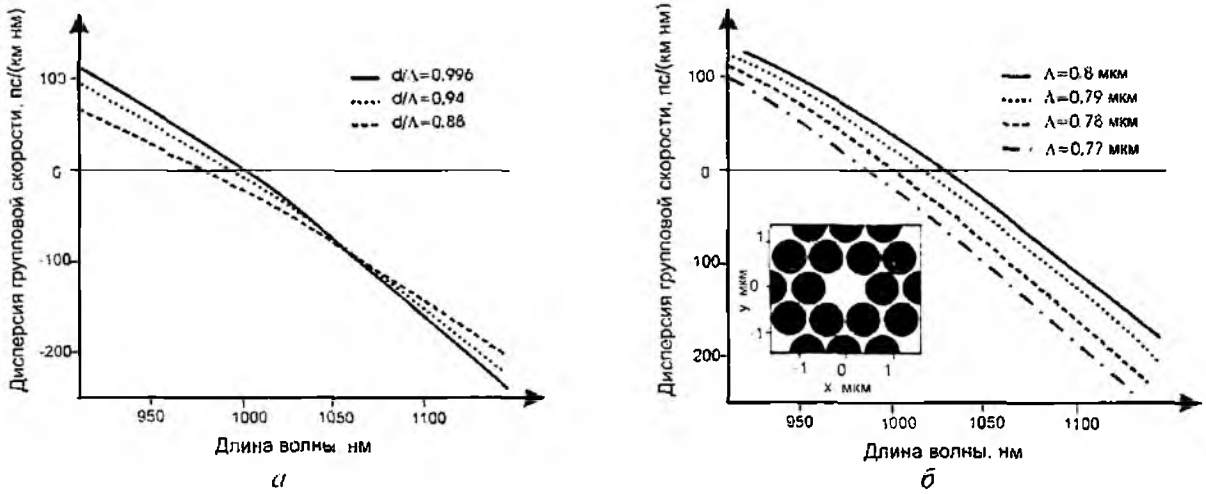 Дисперсия групповой скорости, пс/(км нм)
100
0
-100
-200
d/Λ=0.996
d/Λ=0.94
d/Λ=0.88
950 1000 1050 1100
Длина волны, нм
а
Дисперсия групповой скорости, пс/(км нм)
100
0
100
200
Λ=0.8 мкм
Λ=0.79 мкм
Λ=0.78 мкм
Λ=0.77 мкм
y мкм
1
0
-1
-1 0 1
x мкм
950 1000 1050 1100
Длина волны. нм
б